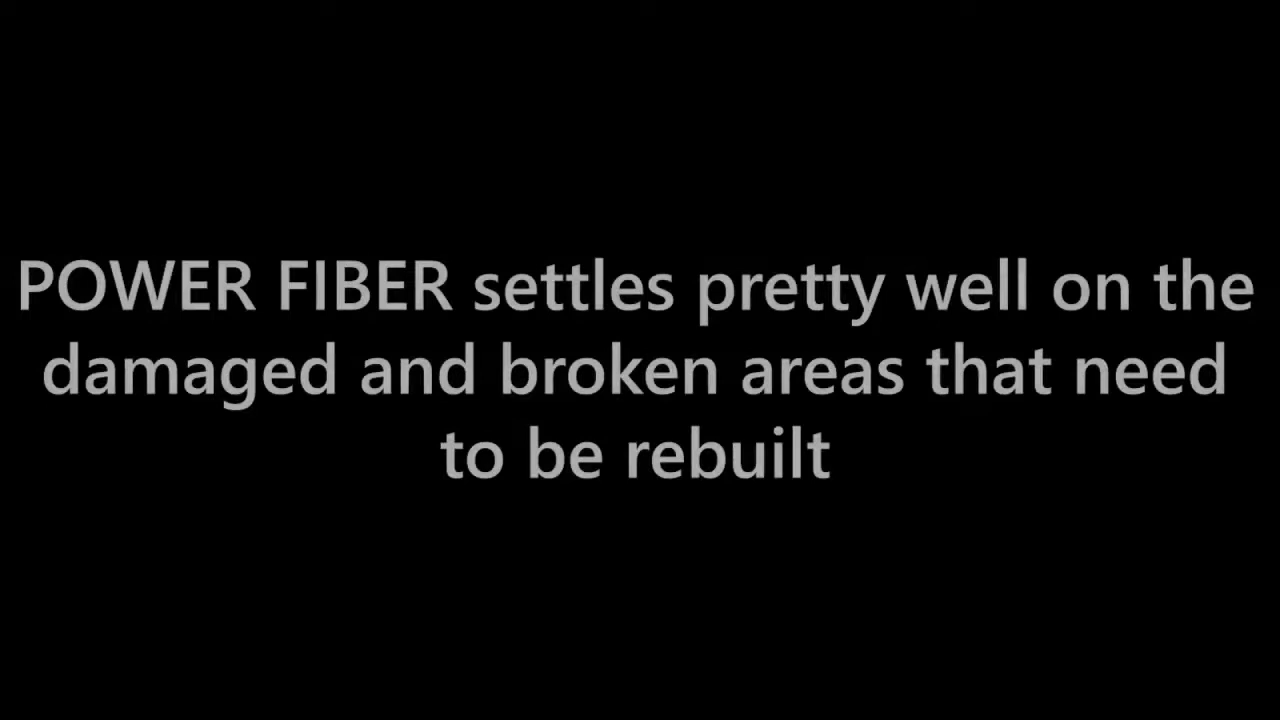 POWER FIBER settles pretty well on the
damaged and broken areas that need
to be rebuilt